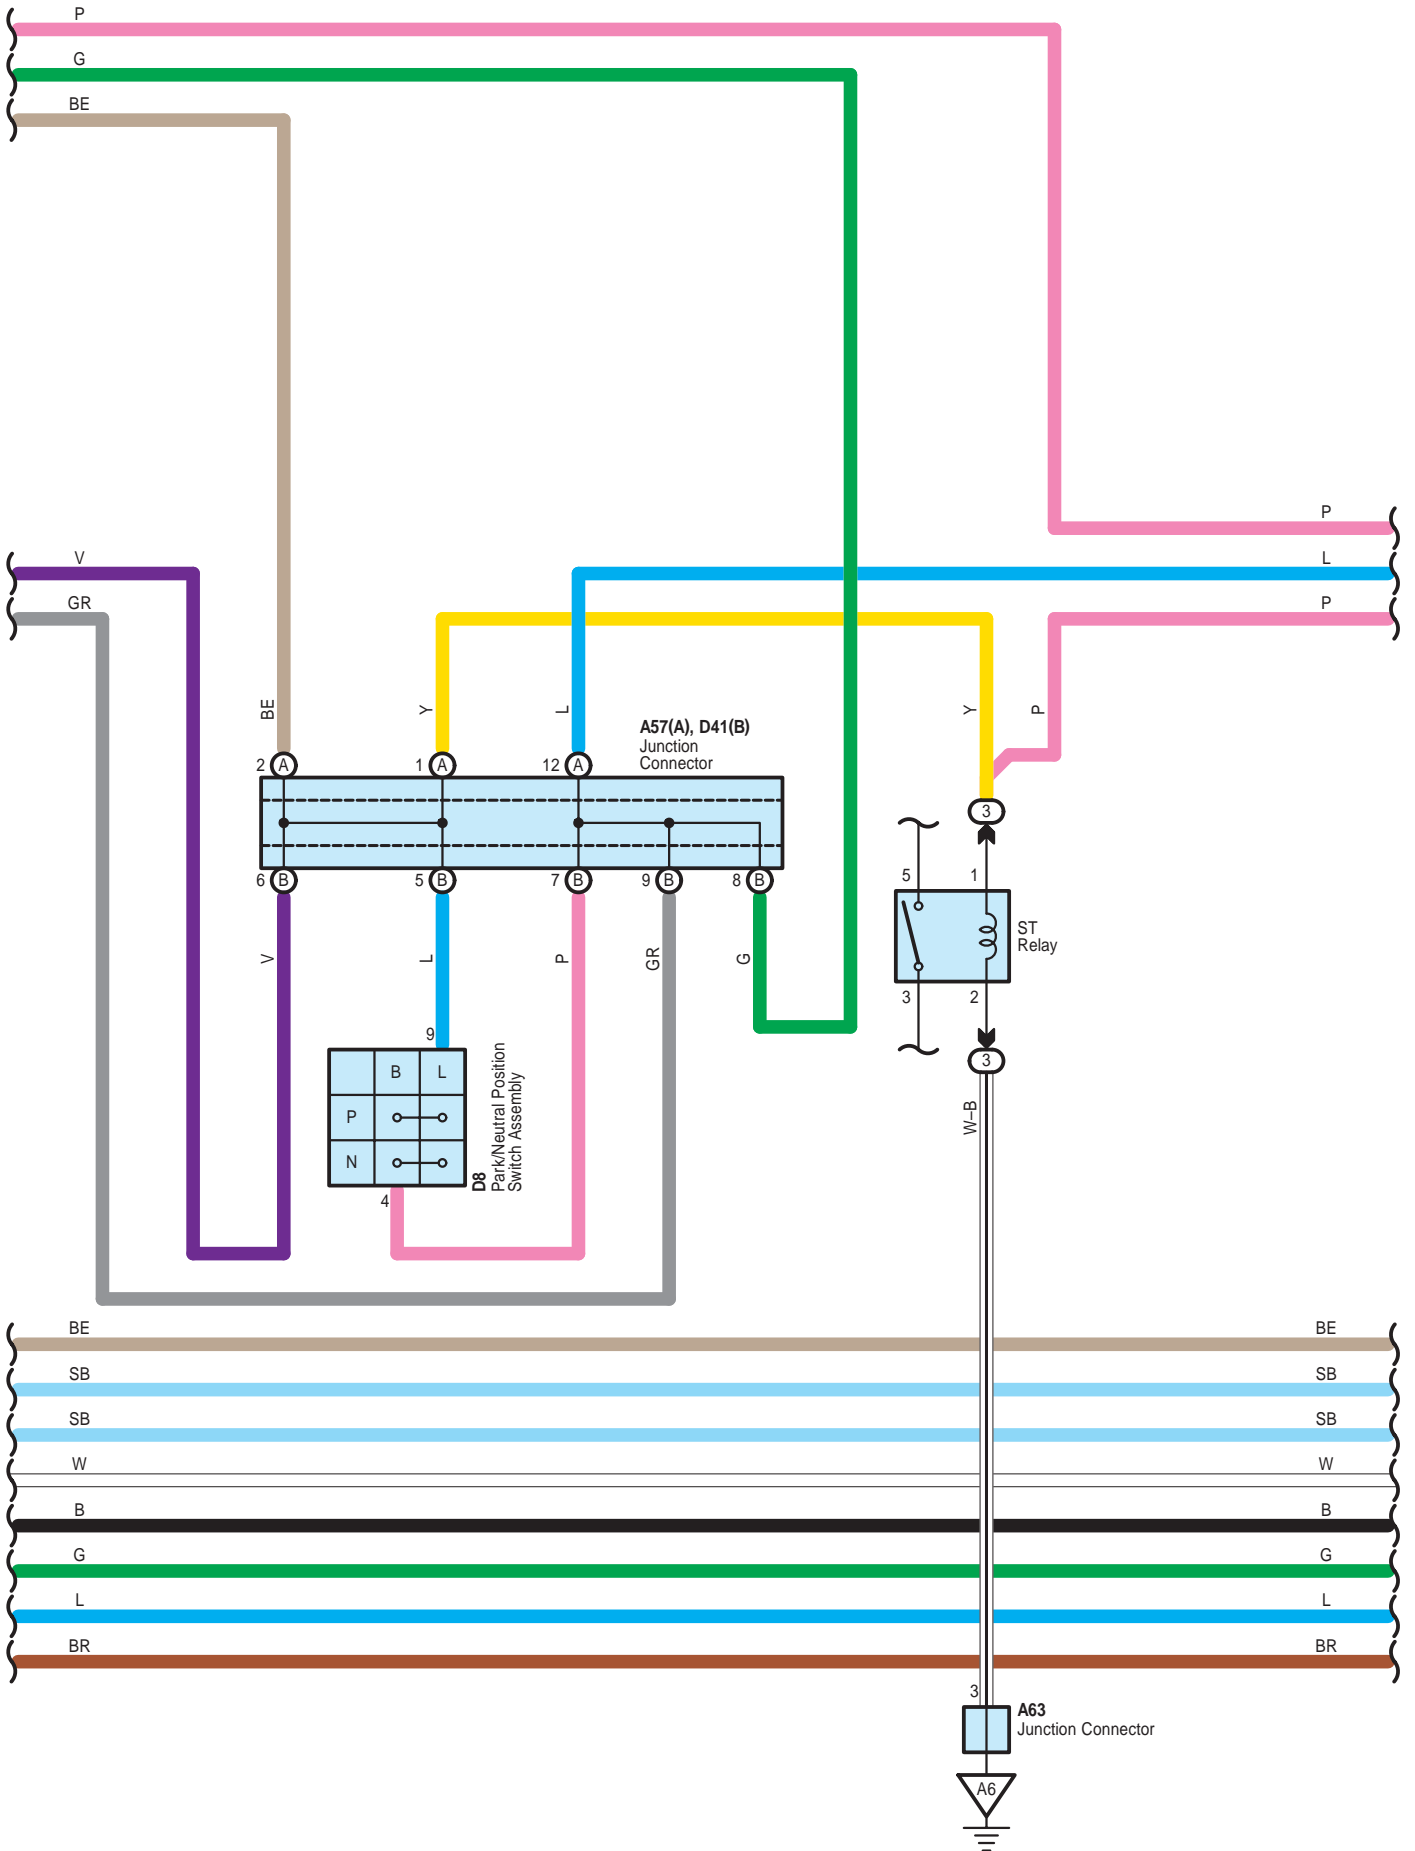 P
G
BE
P
V
L
GR
P
BE
Y
L
Y
P
A57(A), D41(B)
Junction
Connector
2 A
1 A
12 A
3
6 B
5 B
7 B
9 B
8 B
5
1
ST
Relay
V
L
P
GR
G
3
2
9
3
B
L
P
N
D8
Park/Neutral Position
Switch Assembly
4
W–B
BE
BE
SB
SB
SB
SB
W
W
B
B
G
G
L
L
BR
BR
3
A63
Junction Connector
A6